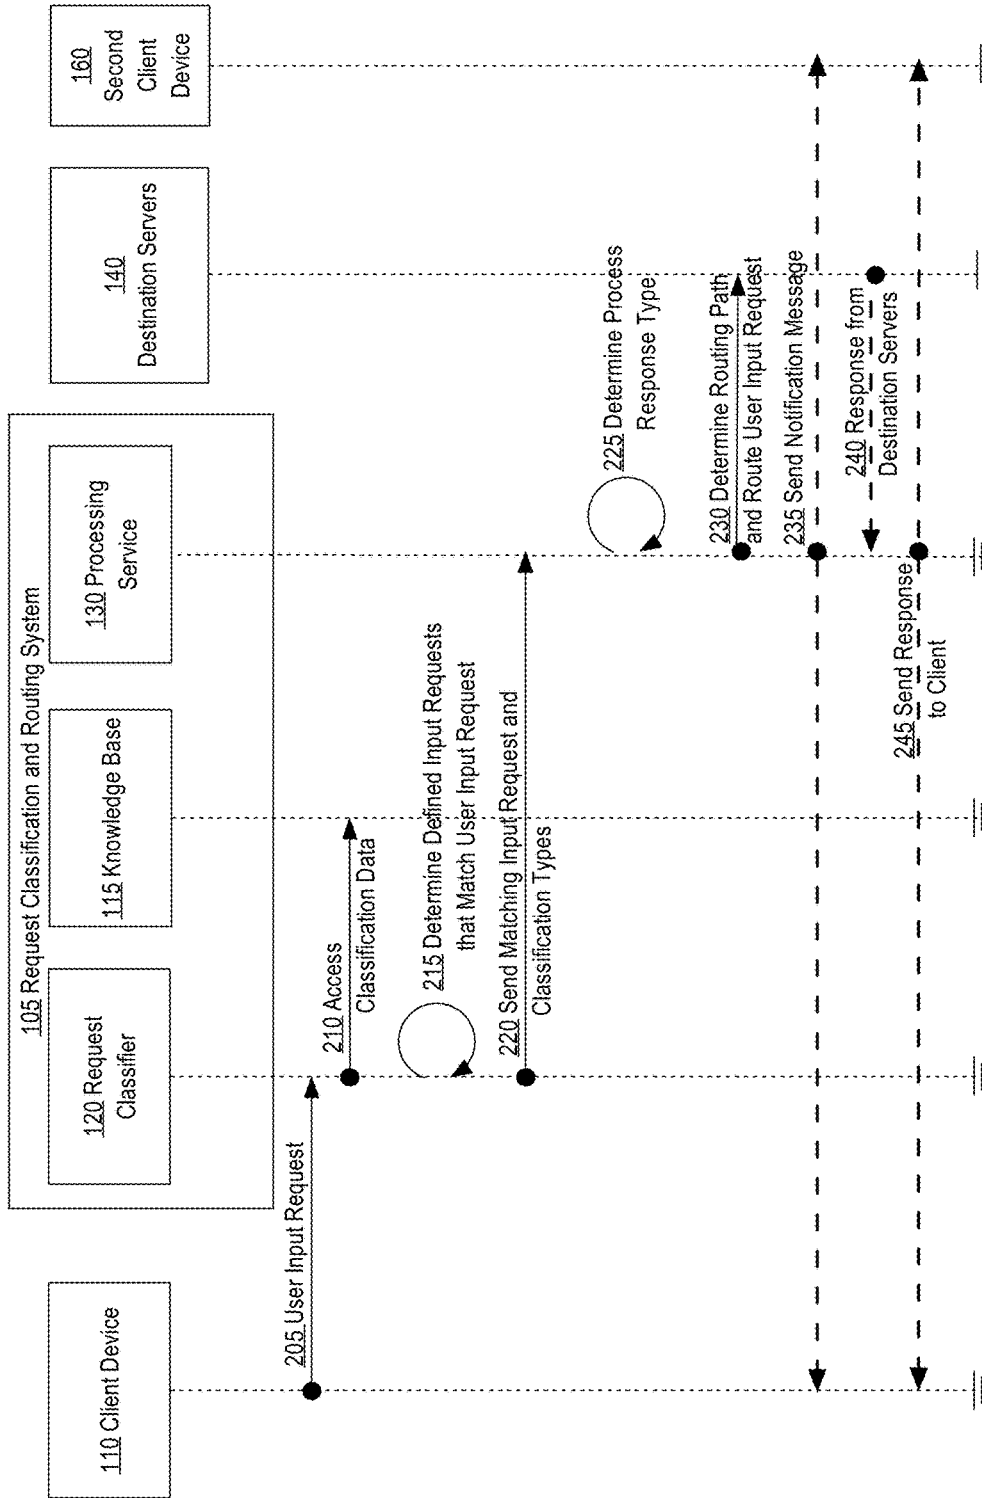 105 Request Classification and Routing System
110 Client Device
120 Request
Classifier
115 Knowledge Base
130 Processing
Service
140
Destination Servers
160
Second
Client
Device
205 User Input Request
210 Access
Classification Data
215 Determine Defined Input Requests
that Match User Input Request
220 Send Matching Input Request and
Classification Types
225 Determine Process
Response Type
230 Determine Routing Path
and Route User Input Request
235 Send Notification Message
240 Response from
Destination Servers
245 Send Response
to Client